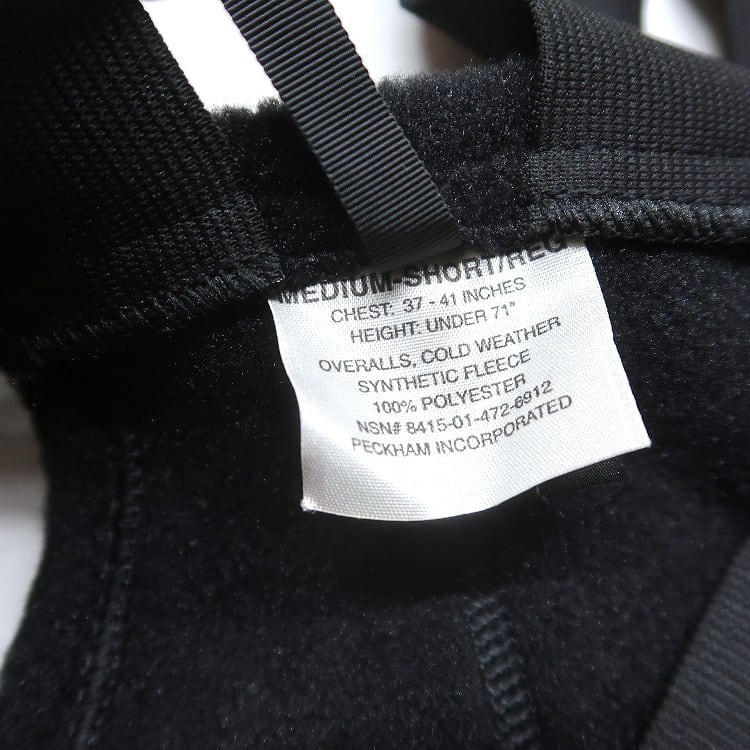 MEDIUM-SHORT/REG
CHEST: 37 - 41 INCHES
HEIGHT: UNDER 71"
OVERALLS, COLD WEATHER
SYNTHETIC FLEECE
100% POLYESTER
NSN# 8415-01-472-6912
PECKHAM INCORPORATED